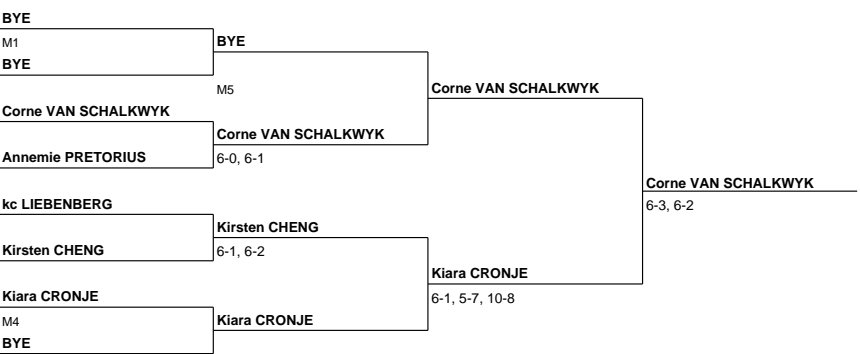 BYE
M1
BYE
BYE
M5
Corne VAN SCHALKWYK
Corne VAN SCHALKWYK
Corne VAN SCHALKWYK
Annemie PRETORIUS
6-0, 6-1
Corne VAN SCHALKWYK
6-3, 6-2
kc LIEBENBERG
Kirsten CHENG
Kirsten CHENG
6-1, 6-2
Kiara CRONJE
6-1, 5-7, 10-8
Kiara CRONJE
M4
Kiara CRONJE
BYE